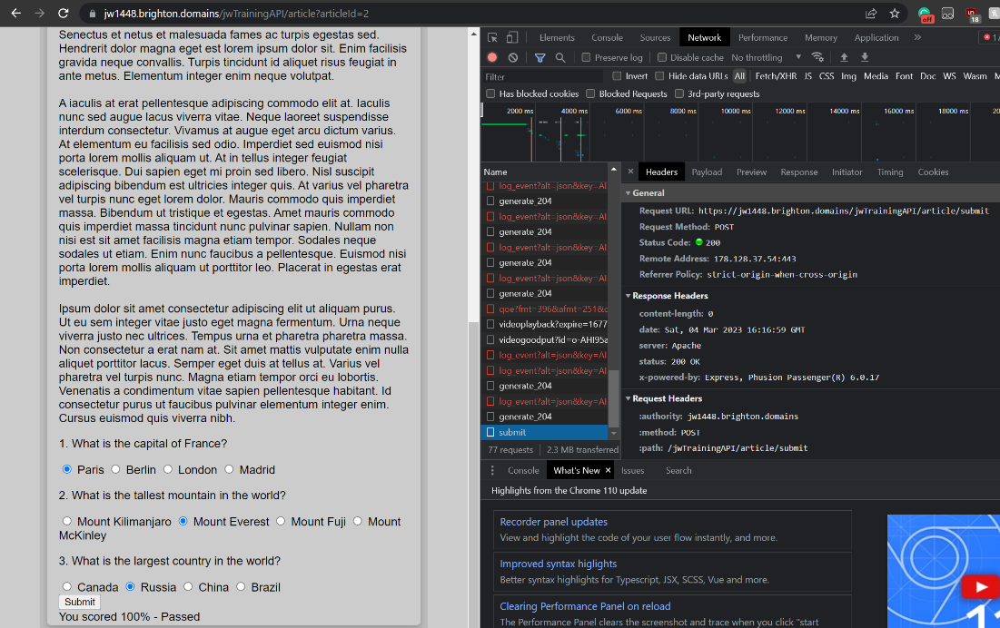 jw1448.brighton.domains/jwTrainingAPI/article?articleId=2
off
18
Senectus et netus et malesuada fames ac turpis egestas sed.
Hendrerit dolor magna eget est lorem ipsum dolor sit. Enim facilisis
gravida neque convallis. Turpis tincidunt id aliquet risus feugiat in
ante metus. Elementum integer enim neque volutpat.
A iaculis at erat pellentesque adipiscing commodo elit at. Iaculis
nunc sed augue lacus viverra vitae. Neque laoreet suspendisse
interdum consectetur. Vivamus at augue eget arcu dictum varius.
At elementum eu facilisis sed odio. Imperdiet sed euismod nisi
porta lorem mollis aliquam ut. At in tellus integer feugiat
scelerisque. Dui sapien eget mi proin sed libero. Nisl suscipit
adipiscing bibendum est ultricies integer quis. At varius vel pharetra
vel turpis nunc eget lorem dolor. Mauris commodo quis imperdiet
massa. Bibendum ut tristique et egestas. Amet mauris commodo
quis imperdiet massa tincidunt nunc pulvinar sapien. Nullam non
nisi est sit amet facilisis magna etiam tempor. Sodales neque
sodales ut etiam. Enim nunc faucibus a pellentesque. Euismod nisi
porta lorem mollis aliquam ut porttitor leo. Placerat in egestas erat
imperdiet.
Ipsum dolor sit amet consectetur adipiscing elit ut aliquam purus.
Ut eu sem integer vitae justo eget magna fermentum. Urna neque
viverra justo nec ultrices. Tempus urna et pharetra pharetra massa.
Non consectetur a erat nam at. Sit amet mattis vulputate enim nulla
aliquet porttitor lacus. Semper eget duis at tellus at. Varius vel
pharetra vel turpis nunc. Magna etiam tempor orci eu lobortis.
Venenatis a condimentum vitae sapien pellentesque habitant. Id
consectetur purus ut faucibus pulvinar elementum integer enim.
Cursus euismod quis viverra nibh.
1. What is the capital of France?
Paris Berlin London Madrid
2. What is the tallest mountain in the world?
Mount Kilimanjaro Mount Everest Mount Fuji Mount
McKinley
3. What is the largest country in the world?
Canada Russia China Brazil
Submit
You scored 100% - Passed
Elements Console Sources Network Performance Memory Application » 1
Preserve log Disable cache No throttling
Filter Invert Hide data URLs All Fetch/XHR JS CSS Img Media Font Doc WS Wasm
Has blocked cookies Blocked Requests 3rd-party requests
2000 ms 4000 ms 6000 ms 8000 ms 10000 ms 12000 ms 14000 ms 16000 ms 18000 ms 20
Name
log_event?alt=json&key=AI
generate_204
log_event?alt=json&key=AI
generate_204
log_event?alt=json&key=AI
generate_204
log_event?alt=json&key=AI
generate_204
qoe?fmt=396&afmt=251&
videoplayback?expire=1677
videogoodput?id=o-AHI95a
log_event?alt=json&key=AI
log_event?alt=json&key=AI
generate_204
log_event?alt=json&key=AI
generate_204
submit
77 requests 2.3 MB transferred
× Headers Payload Preview Response Initiator Timing Cookies
General
Request URL: https://jw1448.brighton.domains/jwTrainingAPI/article/submit
Request Method: POST
Status Code: 200
Remote Address: 178.128.37.54:443
Referrer Policy: strict-origin-when-cross-origin
Response Headers
content-length: 0
date: Sat, 04 Mar 2023 16:16:59 GMT
server: Apache
status: 200 OK
x-powered-by: Express, Phusion Passenger(R) 6.0.17
Request Headers
:authority: jw1448.brighton.domains
:method: POST
:path: /jwTrainingAPI/article/submit
Console What's New × Issues Search
Highlights from the Chrome 110 update
Recorder panel updates
View and highlight the code of your user flow instantly, and more.
Improved syntax higlights
Better syntax highlights for Typescript, JSX, SCSS, Vue and more.
Clearing Performance Panel on reload
The Performance Panel clears the screenshot and trace when you click "start